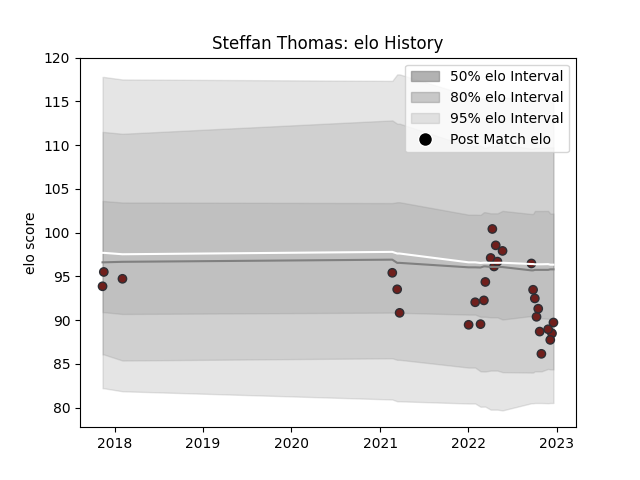 Steffan Thomas: elo History
120
115
110
105
100
95
90
85
80
elo score
50% elo Interval
80% elo Interval
95% elo Interval
Post Match elo
2018 2019 2020 2021 2022 2023